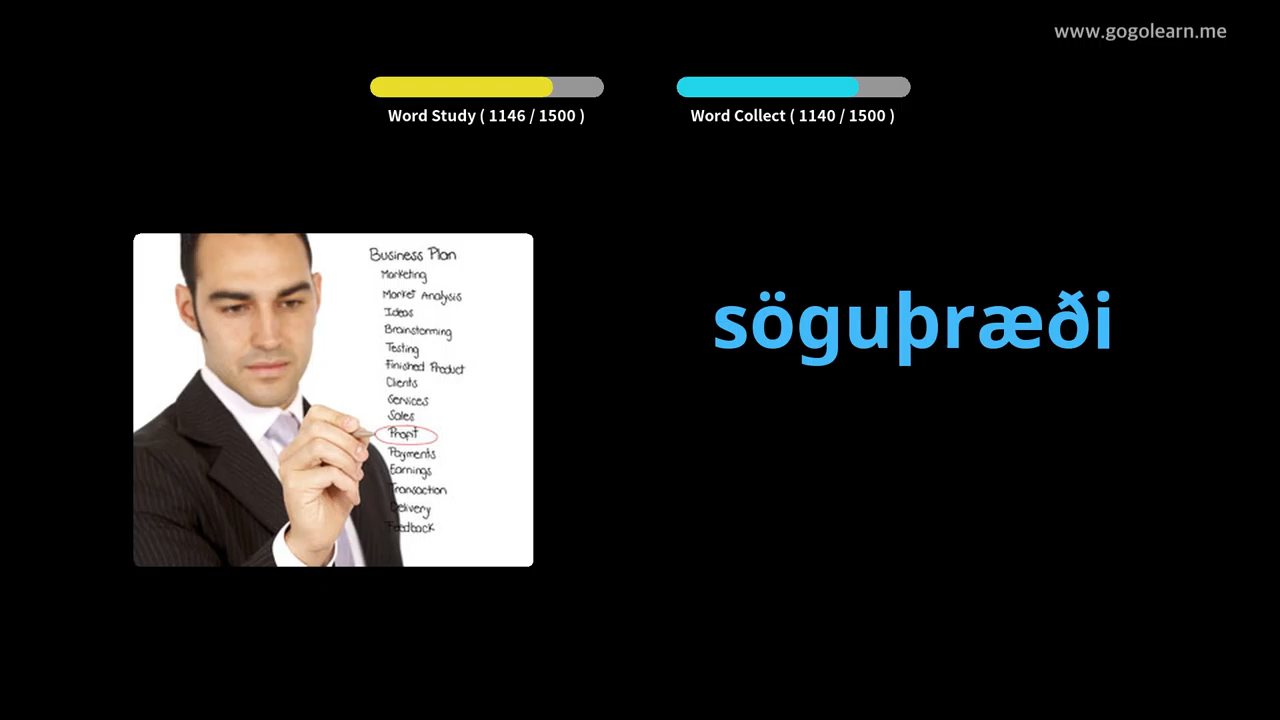 www.gogolearn.me
Word Study ( 1146 / 1500 )
Word Collect ( 1140 / 1500 )
Business Plan
Marketing
Market Analysis
Ideas
Brainstorming
Testing
Finished Product
Clients
Services
Sales
Profit
Payments
Earnings
Transaction
Delivery
Feedback
söguþræði